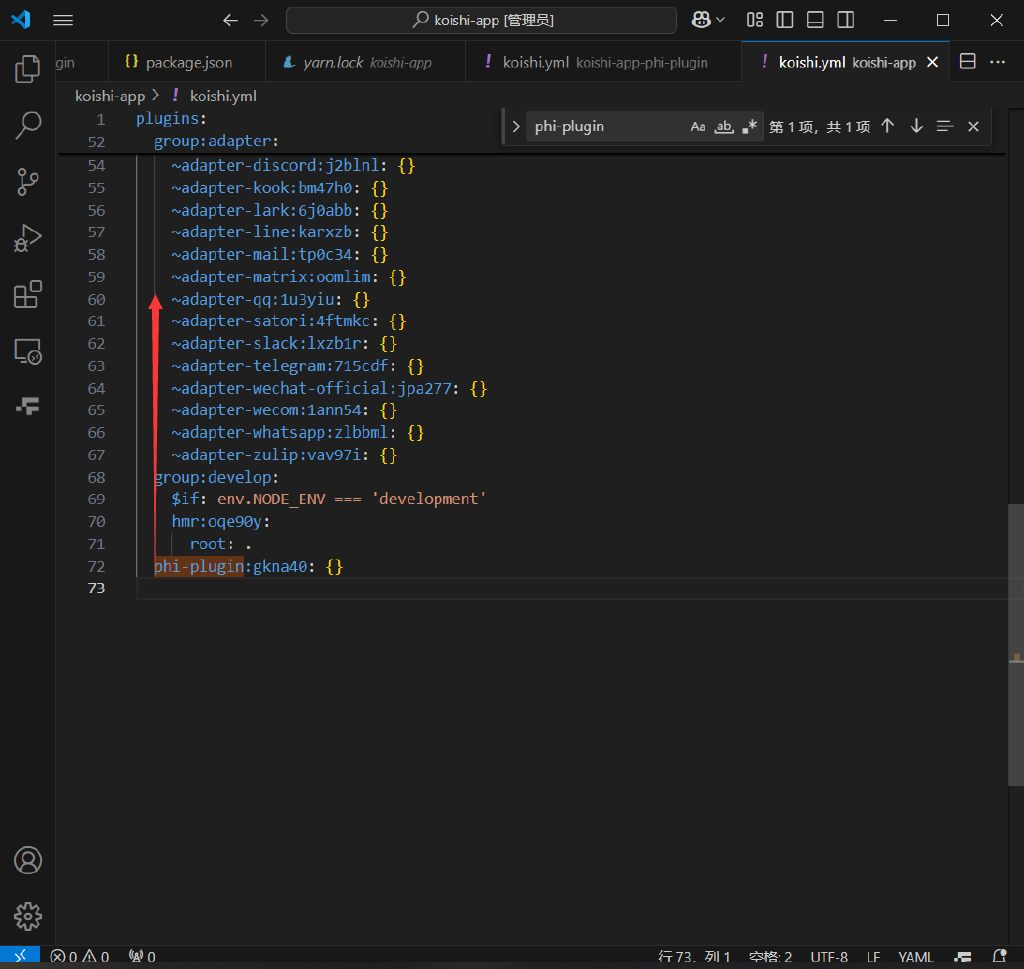 koishi-app [管理员]
gin
{} package.json
yarn.lock koishi-app
! koishi.yml koishi-app-phi-plugin
! koishi.yml koishi-app
koishi-app > ! koishi.yml
phi-plugin Aa ab .* 第 1 项，共 1 项
1 plugins:
52 group:adapter:
54 ~adapter-discord:j2blnl: {}
55 ~adapter-kook:bm47h0: {}
56 ~adapter-lark:6j0abb: {}
57 ~adapter-line:karxzb: {}
58 ~adapter-mail:tp0c34: {}
59 ~adapter-matrix:oomlim: {}
60 ~adapter-qq:1u3yiu: {}
61 ~adapter-satori:4ftmkc: {}
62 ~adapter-slack:lxzb1r: {}
63 ~adapter-telegram:715cdf: {}
64 ~adapter-wechat-official:jpa277: {}
65 ~adapter-wecom:1ann54: {}
66 ~adapter-whatsapp:zlbbml: {}
67 ~adapter-zulip:vav97i: {}
68 group:develop:
69 $if: env.NODE_ENV === 'development'
70 hmr:oqe90y:
71 root: .
72 phi-plugin:gkna40: {}
73
0 0 0 行 73，列 1 空格: 2 UTF-8 LF YAML